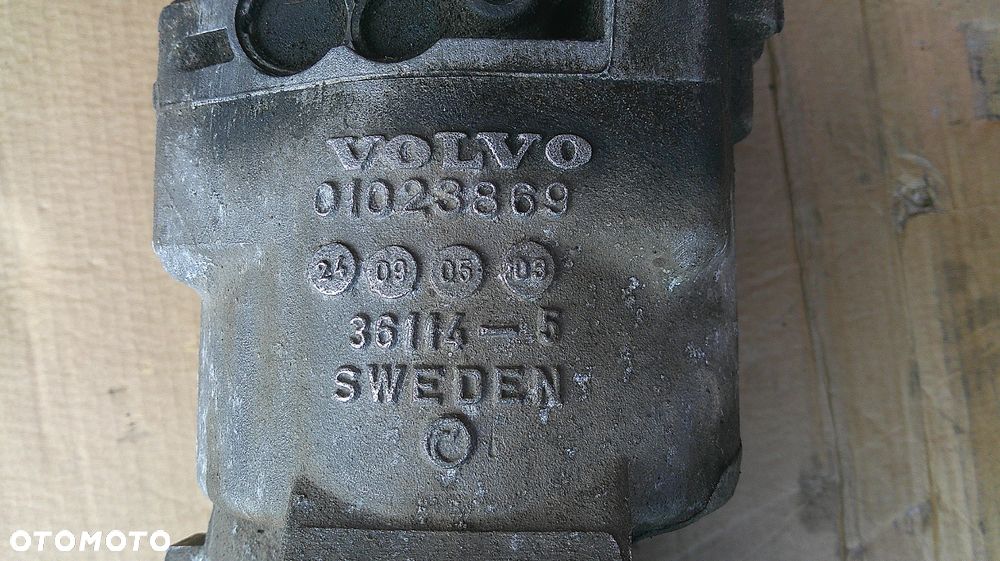 VOLVO
01023869
24 09 05 03
36114-5
SWEDEN
OTOMOTO